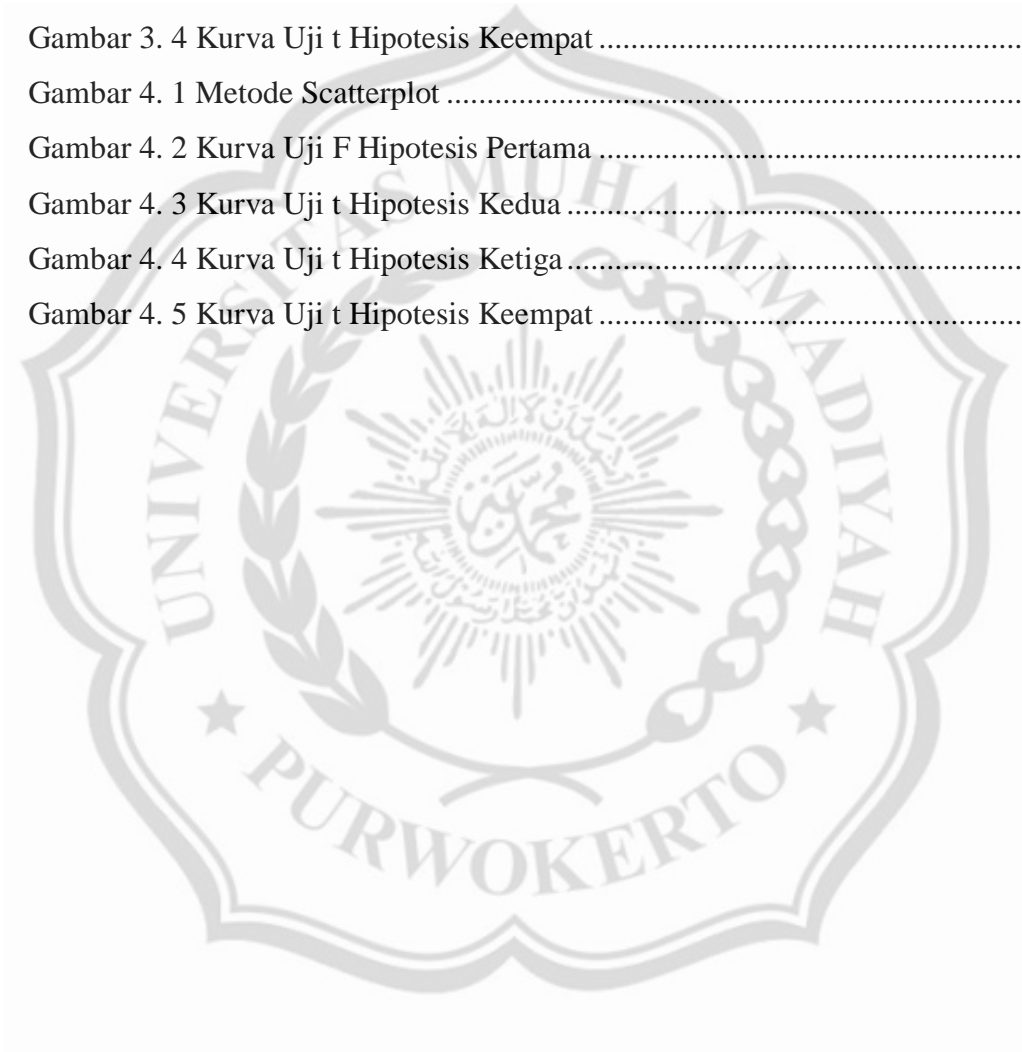 Gambar 3. 4 Kurva Uji t Hipotesis Keempat ................................................
Gambar 4. 1 Metode Scatterplot ................................................................
Gambar 4. 2 Kurva Uji F Hipotesis Pertama ................................................
Gambar 4. 3 Kurva Uji t Hipotesis Kedua ....................................................
Gambar 4. 4 Kurva Uji t Hipotesis Ketiga ....................................................
Gambar 4. 5 Kurva Uji t Hipotesis Keempat ................................................
UNIVERSITAS MUHAMMADIYAH
PURWOKERTO